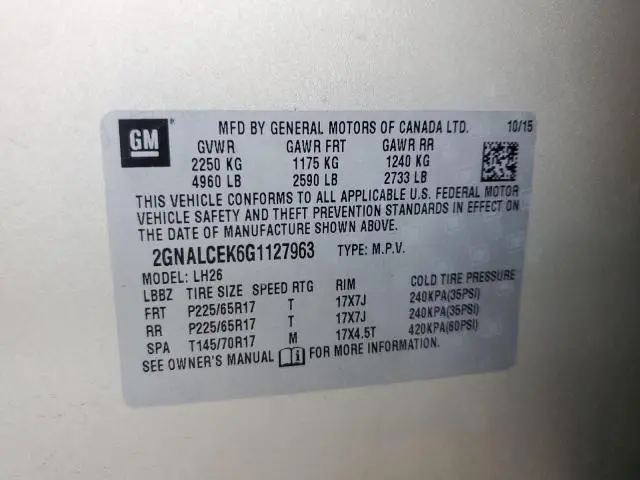 GM ®
MFD BY GENERAL MOTORS OF CANADA LTD. 10/15
GVWR GAWR FRT GAWR RR
2250 KG 1175 KG 1240 KG
4960 LB 2590 LB 2733 LB
THIS VEHICLE CONFORMS TO ALL APPLICABLE U.S. FEDERAL MOTOR
VEHICLE SAFETY AND THEFT PREVENTION STANDARDS IN EFFECT ON
THE DATE OF MANUFACTURE SHOWN ABOVE.
2GNALCEK6G1127963 TYPE: M.P.V.
MODEL: LH26
LBBZ TIRE SIZE SPEED RTG RIM COLD TIRE PRESSURE
FRT P225/65R17 T 17X7J 240KPA(35PSI)
RR P225/65R17 T 17X7J 240KPA(35PSI)
SPA T145/70R17 M 17X4.5T 420KPA(60PSI)
SEE OWNER'S MANUAL FOR MORE INFORMATION.